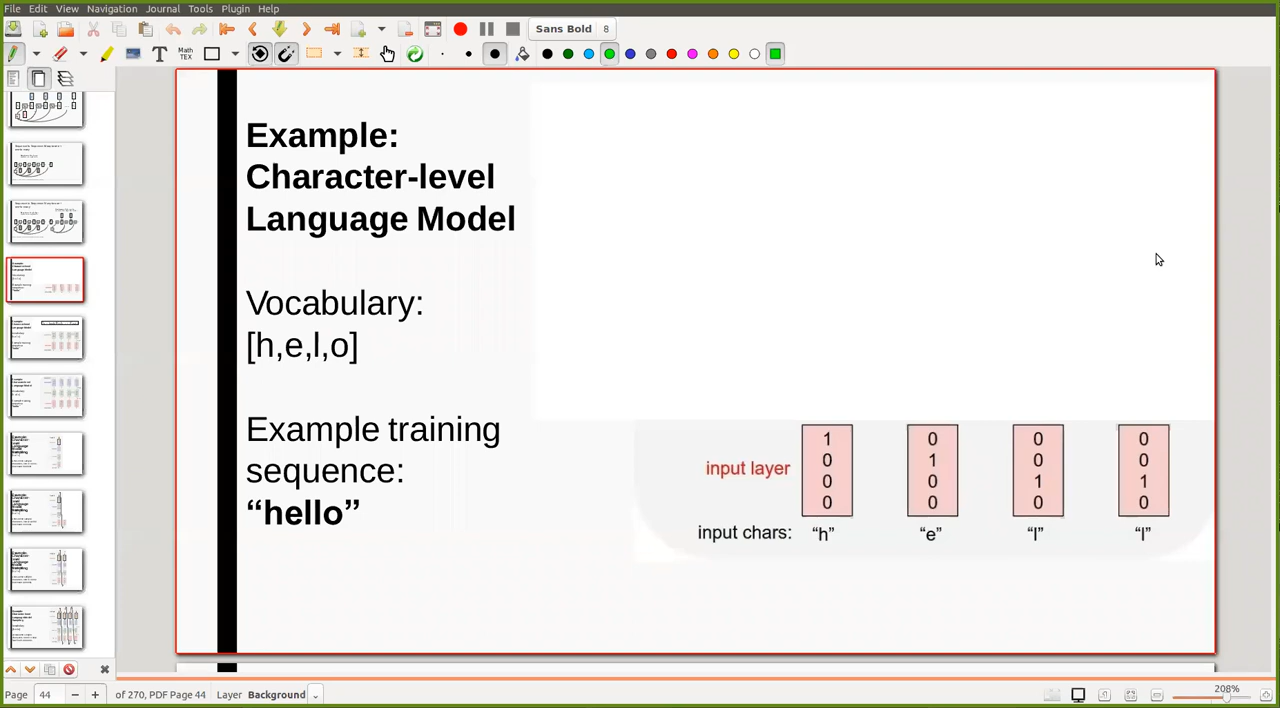 File Edit View Navigation Journal Tools Plugin Help
Sans Bold 8
Math
TEX
Example:
Character-level
Language Model
Vocabulary:
[h,e,l,o]
Example training
sequence:
“hello”
1 0 0 0
0 1 0 0
input layer
0 0 1 1
0 0 0 0
input chars: “h” “e” “l” “l”
Page 44 of 270, PDF Page 44 Layer Background 208%